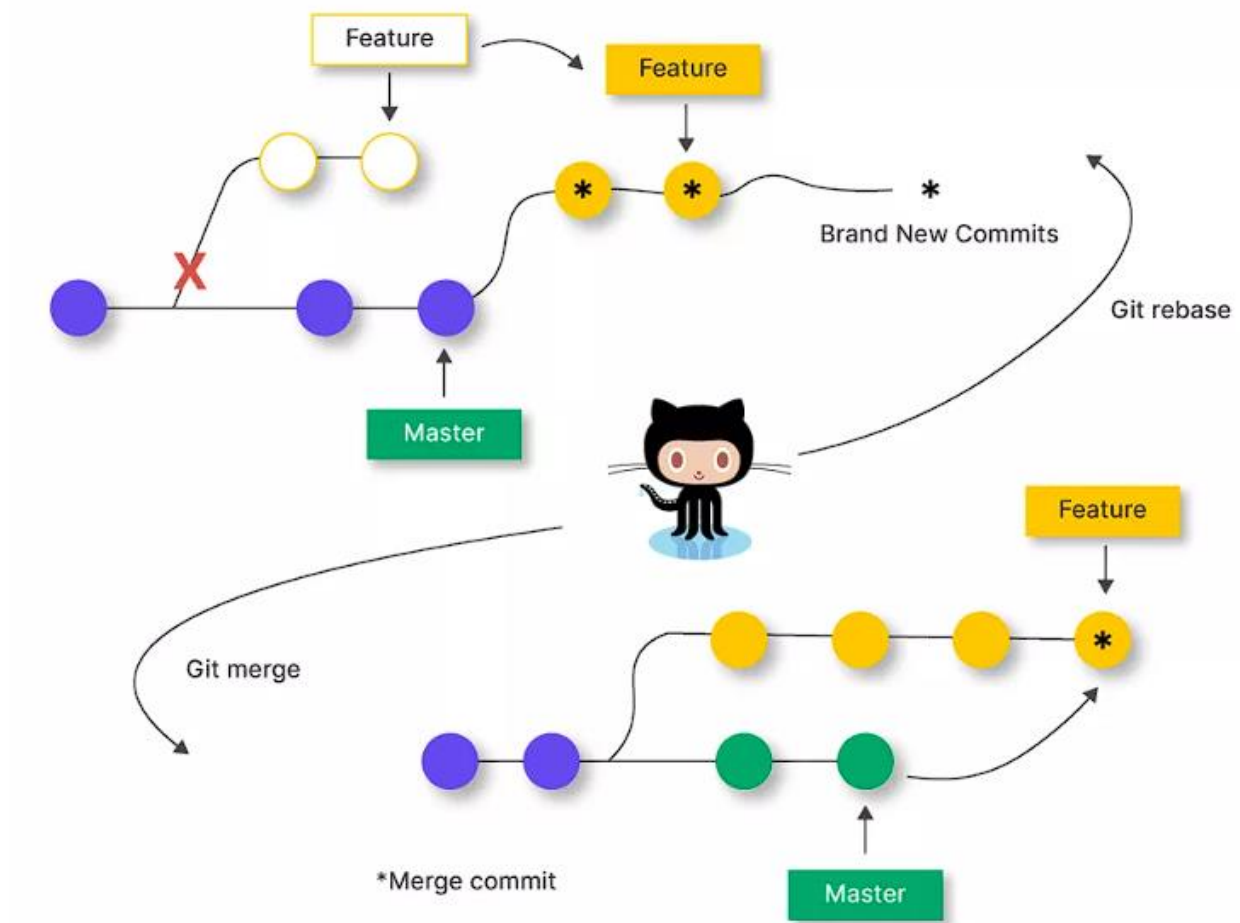 Feature
Feature
X
*
*
*
Brand New Commits
Git rebase
Master
Feature
Git merge
*
*Merge commit
Master